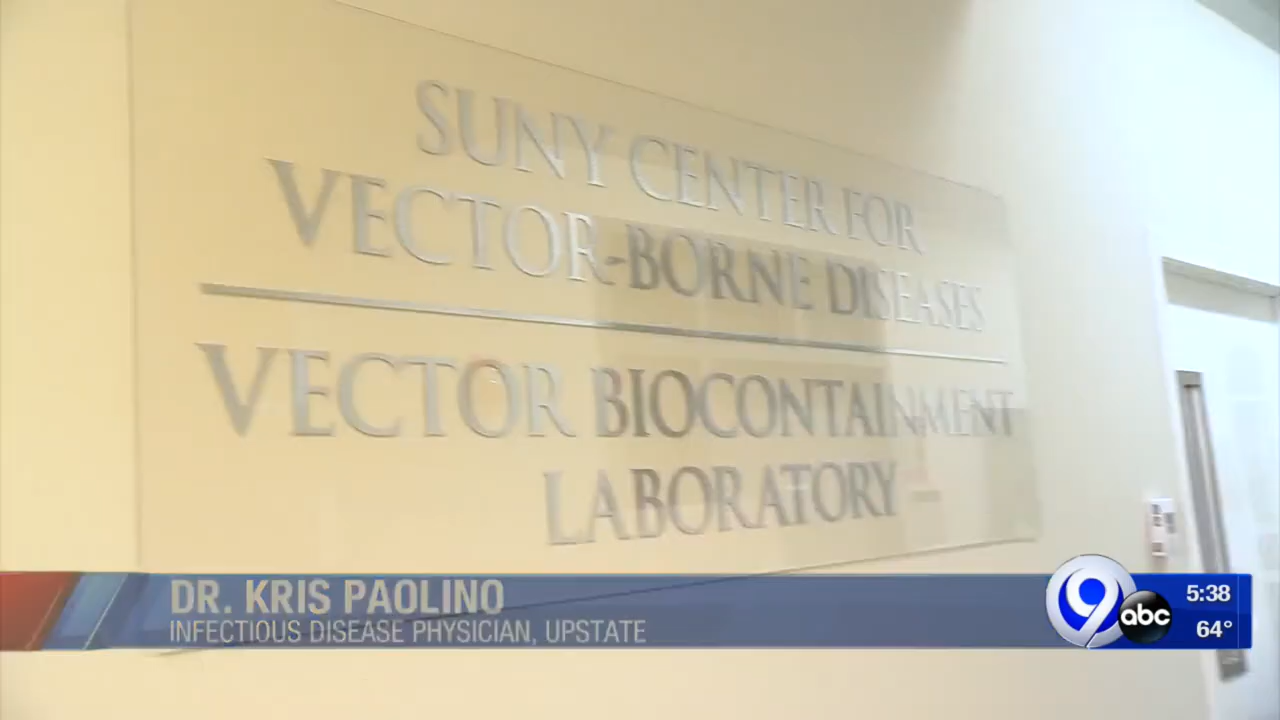 SUNY CENTER FOR
VECTOR-BORNE DISEASES
VECTOR BIOCONTAINMENT
LABORATORY
DR. KRIS PAOLINO
INFECTIOUS DISEASE PHYSICIAN, UPSTATE
9
abc
5:38
64°